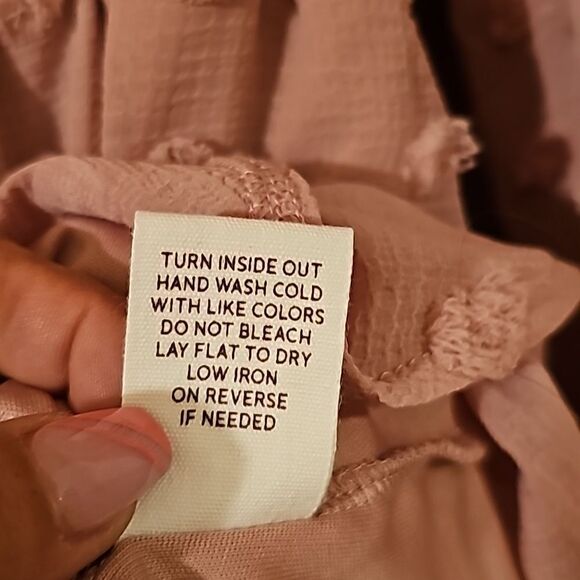 TURN INSIDE OUT
HAND WASH COLD
WITH LIKE COLORS
DO NOT BLEACH
LAY FLAT TO DRY
LOW IRON
ON REVERSE
IF NEEDED